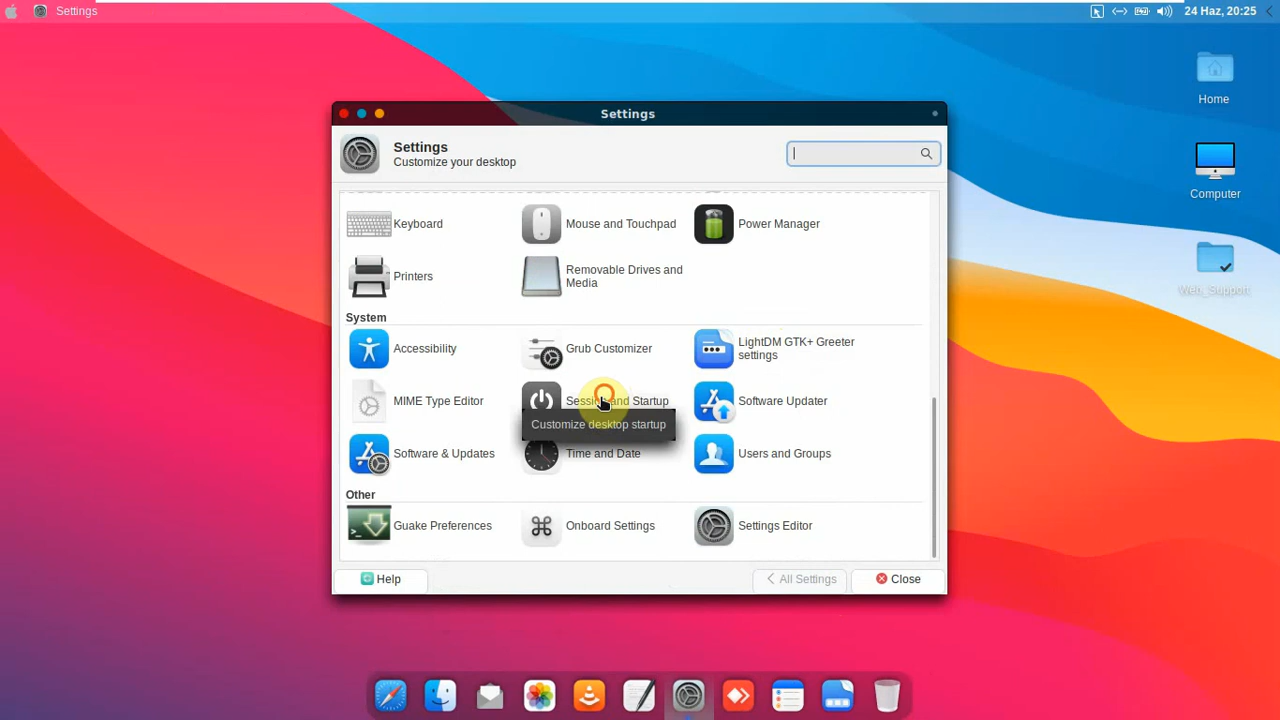 Settings
24 Haz, 20:25
Home
Computer
Web_Support
Settings
Settings
Customize your desktop
Keyboard
Mouse and Touchpad
Power Manager
Printers
Removable Drives and
Media
System
Accessibility
Grub Customizer
LightDM GTK+ Greeter
settings
MIME Type Editor
Session and Startup
Software Updater
Customize desktop startup
Software & Updates
Time and Date
Users and Groups
Other
Guake Preferences
Onboard Settings
Settings Editor
Help
All Settings
Close